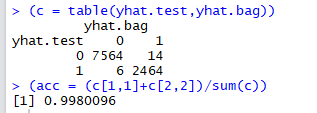 > (c = table(yhat.test,yhat.bag))
yhat.bag
yhat.test 0 1
0 7564 14
1 6 2464
> (acc = (c[1,1]+c[2,2])/sum(c))
[1] 0.9980096